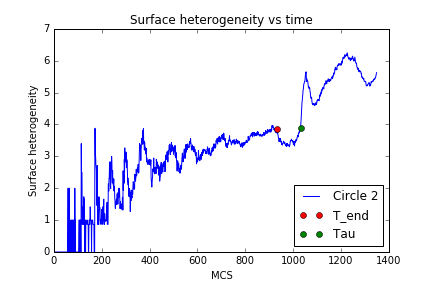 Surface heterogeneity vs time
7
6
5
4
3
2
1
0
Surface heterogeneity
0 200 400 600 800 1000 1200 1400
MCS
Circle 2
T_end
Tau